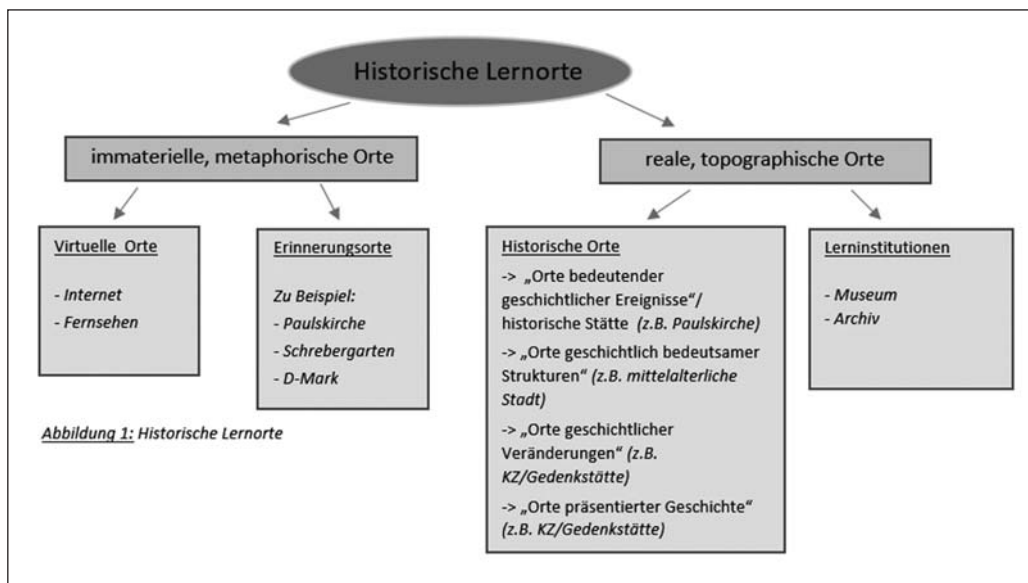 Historische Lernorte
immaterielle, metaphorische Orte
reale, topographische Orte
Virtuelle Orte
- Internet
- Fernsehen
Erinnerungsorte
Zu Beispiel:
- Paulskirche
- Schrebergarten
- D-Mark
Historische Orte
-> „Orte bedeutender
geschichtlicher Ereignisse“/
historische Stätte (z.B. Paulskirche)
-> „Orte geschichtlich bedeutsamer
Strukturen“ (z.B. mittelalterliche
Stadt)
-> „Orte geschichtlicher
Veränderungen“ (z.B.
KZ/Gedenkstätte)
-> „Orte präsentierter Geschichte“
(z.B. KZ/Gedenkstätte)
Lerninstitutionen
- Museum
- Archiv
Abbildung 1: Historische Lernorte